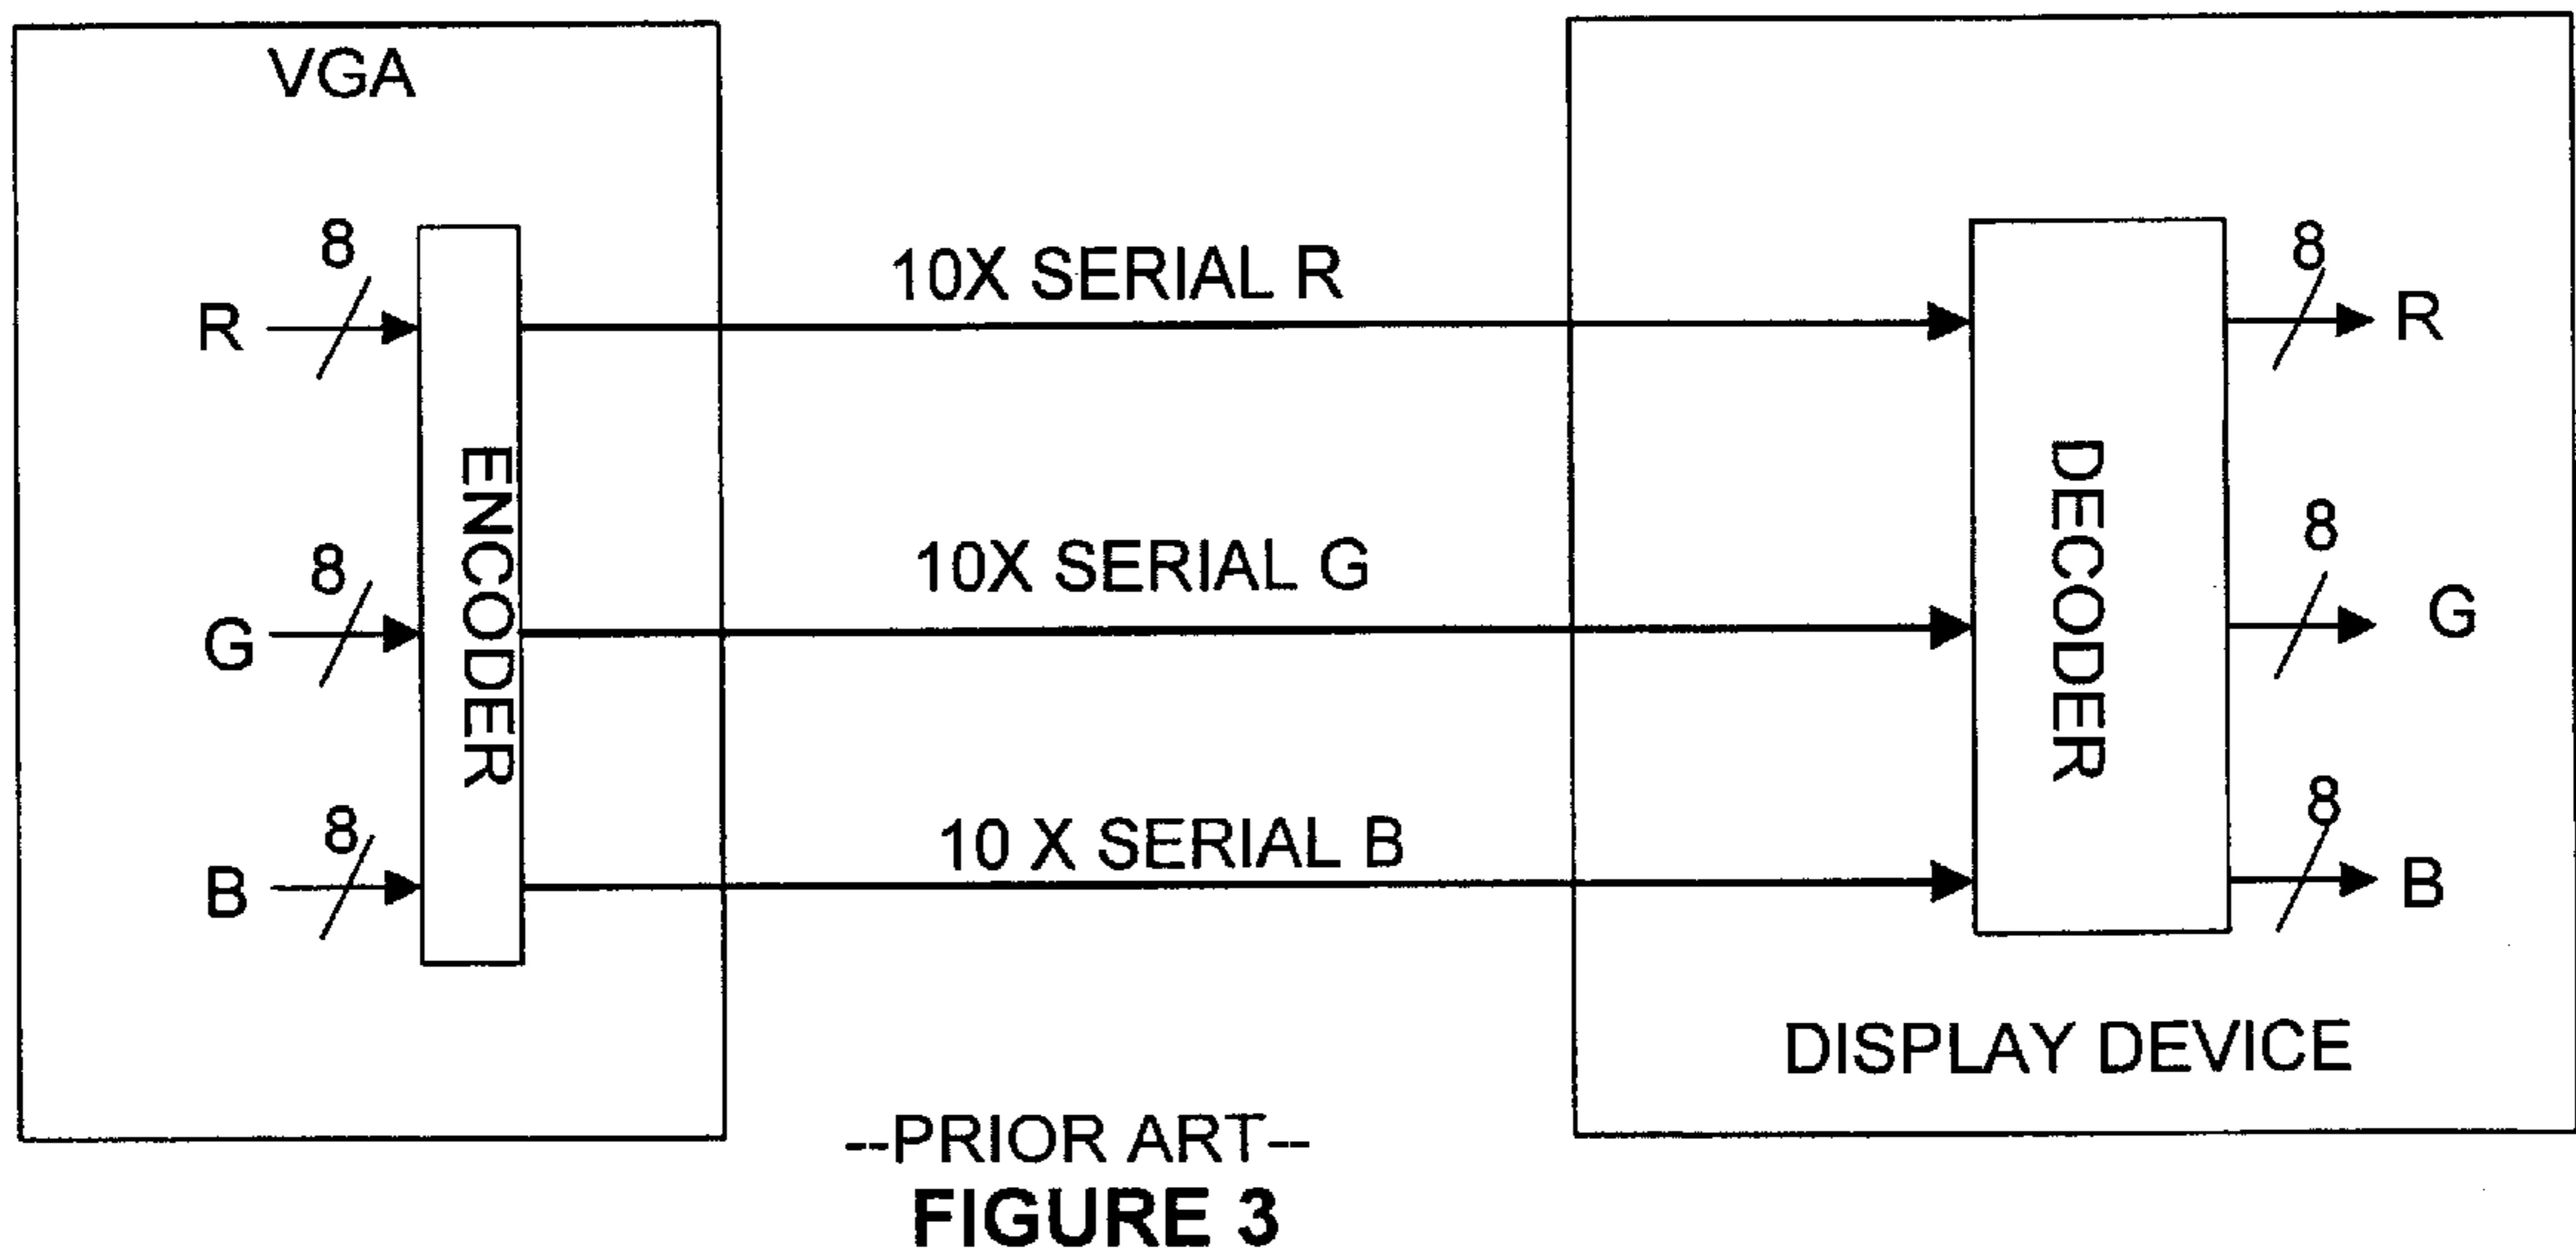 VGA
8
R
10X SERIAL R
8
R
8
G
10X SERIAL G
8
G
8
B
10 X SERIAL B
8
B
ENCODER
DECODER
DISPLAY DEVICE
--PRIOR ART--
FIGURE 3